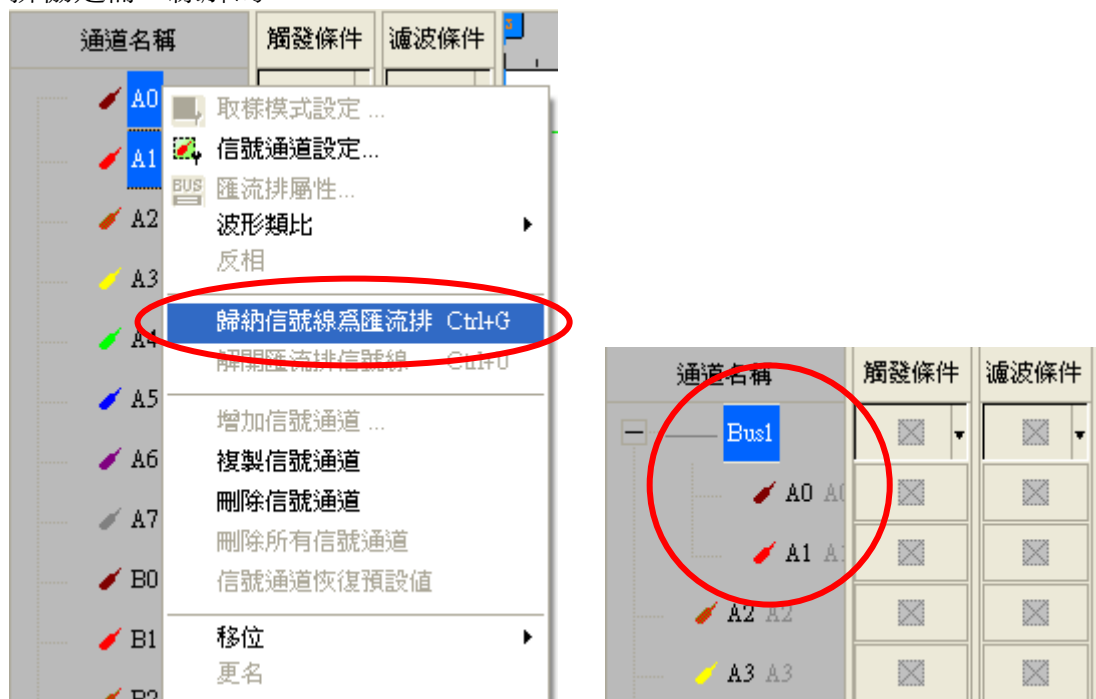 通道名稱 觸發條件 濾波條件
A0
A1
A2
A3
A4
A5
A6
A7
B0
B1
B2
取樣模式設定 ...
信號通道設定...
BUS 匯流排屬性...
波形類比
反相
歸納信號線爲匯流排 Ctrl+G
解開匯流排信號線 Ctrl+U
增加信號通道 ...
複製信號通道
刪除信號通道
刪除所有信號通道
信號通道恢復預設值
移位
更名
通道名稱 觸發條件 濾波條件
Bus1
A0 A0
A1 A1
A2 A2
A3 A3